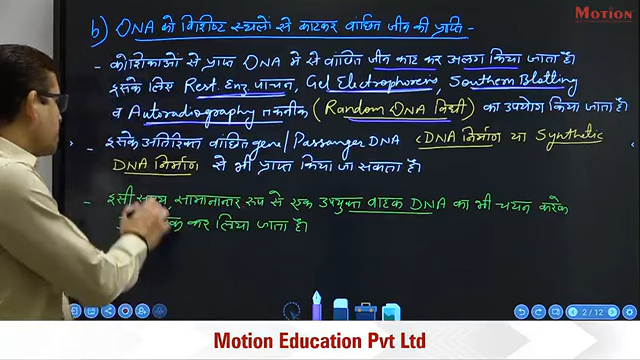 MOTION
b) DNA को विशिष्ट स्थलों से काटकर वांछित जीन की प्राप्ति -
- कोशिकाओं से प्राप्त DNA में से वांछित जीन काट कर अलग किया जाता है।
इसके लिए Rest. Enz पाचन, Gel Electrophoresis, Southern Blotting
व Autoradiography तकनीक (Random DNA विधी) का उपयोग किया जाता है।
- इसके अतिरिक्त वांछित gene/Passanger DNA cDNA निर्माण या Synthetic
DNA निर्माण से भी प्राप्त किया जा सकता है।
- इसी समय, सामानान्तर रूप से एक उपयुक्त वाहक DNA का भी चयन करके
कर लिया जाता है।
2 / 12
Motion Education Pvt Ltd